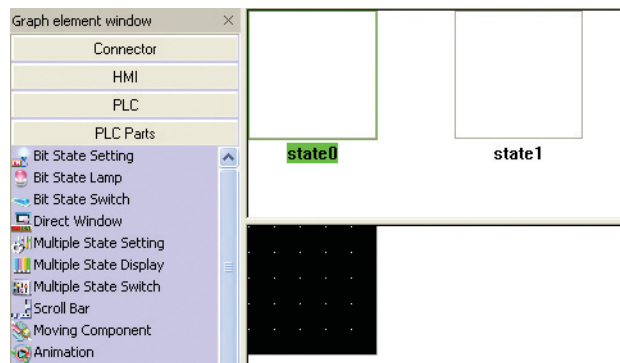 Graph element window
Connector
HMI
PLC
PLC Parts
Bit State Setting
Bit State Lamp
Bit State Switch
Direct Window
Multiple State Setting
Multiple State Display
Multiple State Switch
Scroll Bar
Moving Component
Animation
state0
state1